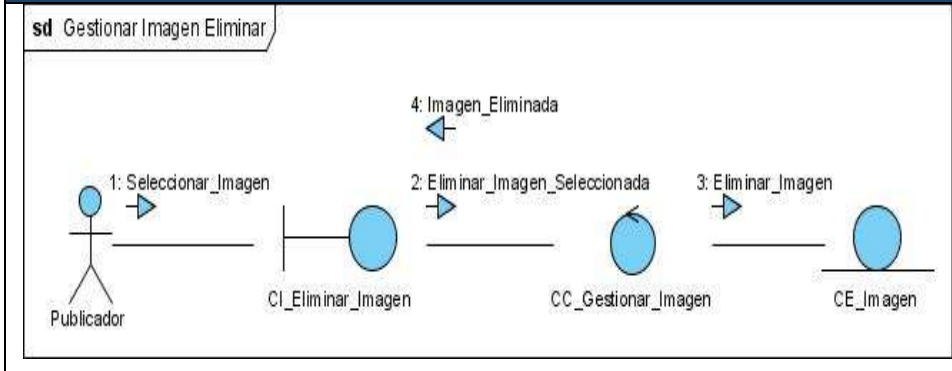 sd Gestionar Imagen Eliminar
4: Imagen_Eliminada
1: Seleccionar_Imagen
2: Eliminar_Imagen_Seleccionada
3: Eliminar_Imagen
Publicador
CI_Eliminar_Imagen
CC_Gestionar_Imagen
CE_Imagen